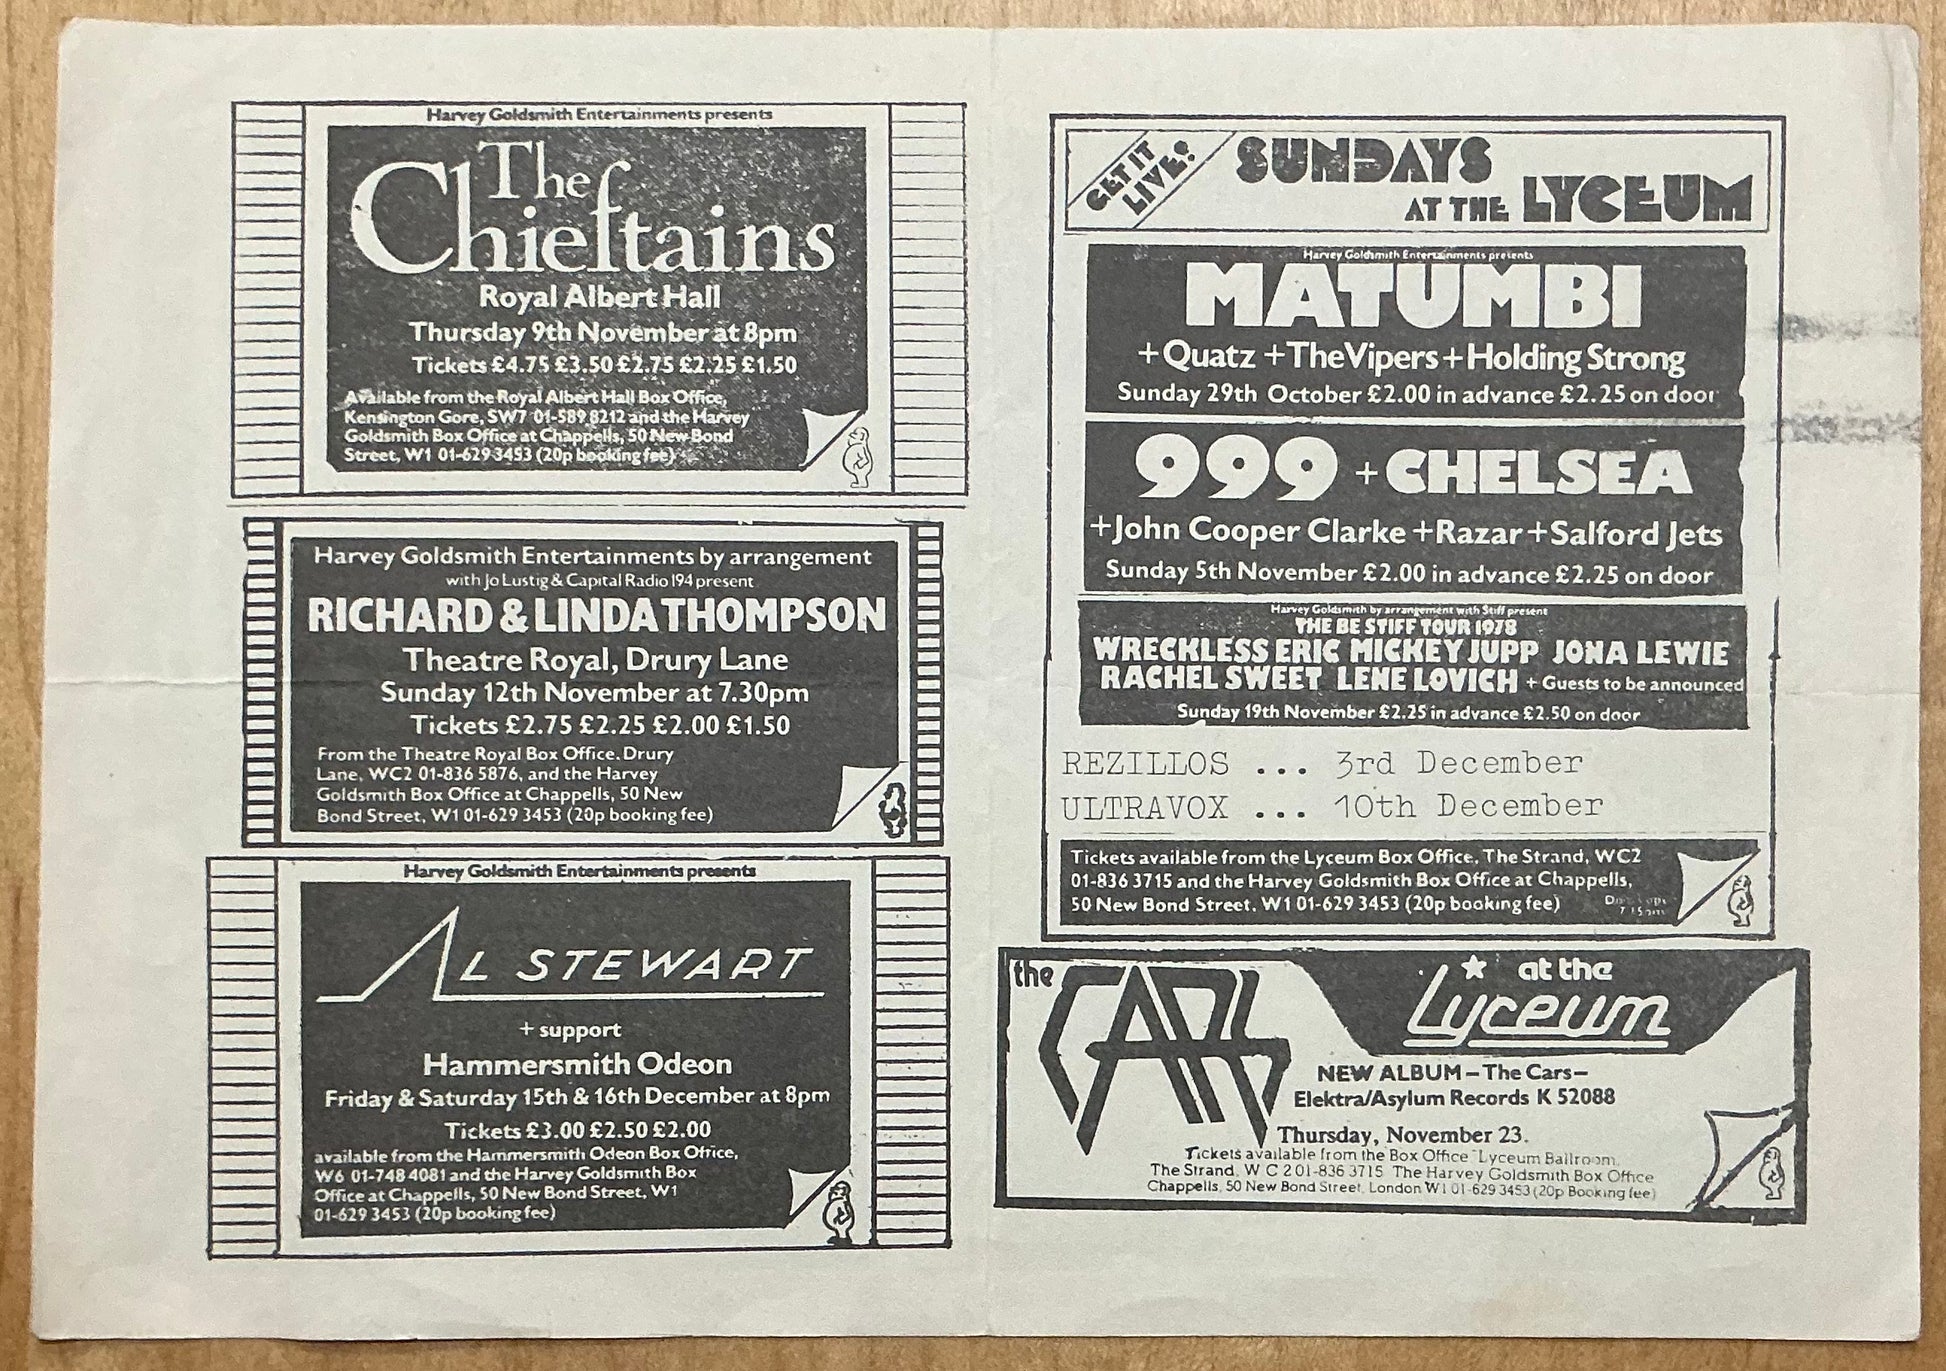 Harvey Goldsmith Entertainments presents
The
Chieftains
Royal Albert Hall
Thursday 9th November at 8pm
Tickets £4.75 £3.50 £2.75 £2.25 £1.50
Available from the Royal Albert Hall Box Office,
Kensington Gore, SW7 01-589 8212 and the Harvey
Goldsmith Box Office at Chappells, 50 New Bond
Street, W1 01-629 3453 (20p booking fee)
Harvey Goldsmith Entertainments by arrangement
with Jo Lustig & Capital Radio 194 present
RICHARD & LINDA THOMPSON
Theatre Royal, Drury Lane
Sunday 12th November at 7.30pm
Tickets £2.75 £2.25 £2.00 £1.50
From the Theatre Royal Box Office, Drury
Lane, WC2 01-836 5876, and the Harvey
Goldsmith Box Office at Chappells, 50 New
Bond Street, W1 01-629 3453 (20p booking fee)
Harvey Goldsmith Entertainments presents
AL STEWART
+ support
Hammersmith Odeon
Friday & Saturday 15th & 16th December at 8pm
Tickets £3.00 £2.50 £2.00
available from the Hammersmith Odeon Box Office,
W6 01-748 4081 and the Harvey Goldsmith Box
Office at Chappells, 50 New Bond Street, W1
01-629 3453 (20p booking fee)
GET IT
LIVE!
SUNDAYS
AT THE LYCEUM
Harvey Goldsmith Entertainments presents
MATUMBI
+ Quatz + The Vipers + Holding Strong
Sunday 29th October £2.00 in advance £2.25 on door
999 + CHELSEA
+ John Cooper Clarke + Razar + Salford Jets
Sunday 5th November £2.00 in advance £2.25 on door
Harvey Goldsmith by arrangement with Stiff present
THE BE STIFF TOUR 1978
WRECKLESS ERIC MICKEY JUPP JONA LEWIE
RACHEL SWEET LENE LOVICH + Guests to be announced
Sunday 19th November £2.25 in advance £2.50 on door
REZILLOS ... 3rd December
ULTRAVOX ... 10th December
Tickets available from the Lyceum Box Office, The Strand, WC2
01-836 3715 and the Harvey Goldsmith Box Office at Chappells,
50 New Bond Street, W1 01-629 3453 (20p booking fee)
the CARS
at the
Lyceum
NEW ALBUM – The Cars –
Elektra/Asylum Records K 52088
Thursday, November 23.
Tickets available from the Box Office Lyceum Ballroom,
The Strand, W C 2 01-836 3715 The Harvey Goldsmith Box Office
Chappells, 50 New Bond Street, London W1 01-629 3453 (20p Booking fee)